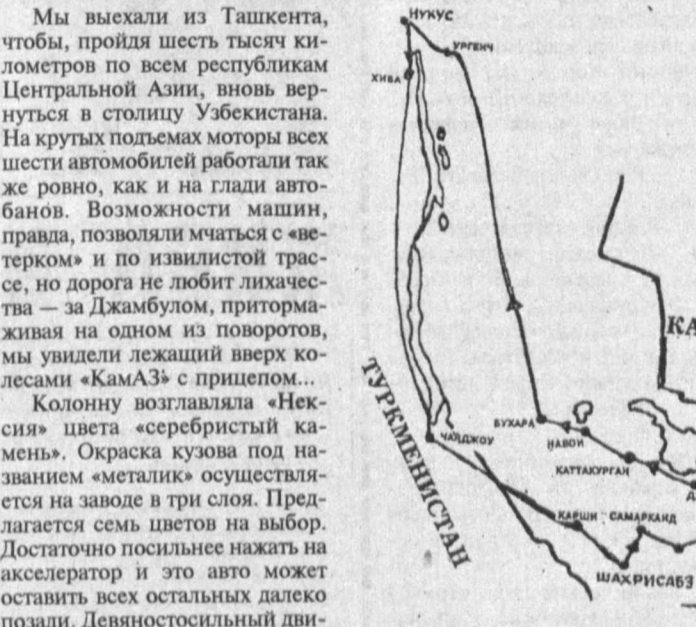 Мы выехали из Ташкента,
чтобы, пройдя шесть тысяч ки-
лометров по всем республикам
Центральной Азии, вновь вер-
нуться в столицу Узбекистана.
На крутых подъемах моторы всех
шести автомобилей работали так
же ровно, как и на глади авто-
банов. Возможности машин,
правда, позволяли мчаться с «ве-
терком» и по извилистой трас-
се, но дорога не любит лихачес-
тва — за Джамбулом, пригорма-
живая на одном из поворотов,
мы увидели лежащий вверх ко-
лесами «КамАЗ» с прицепом...
Колонну возглавляла «Нек-
сия» цвета «серебристый ка-
мень». Окраска кузова под на-
званием «металик» осуществля-
ется на заводе в три слоя. Пред-
лагается семь цветов на выбор.
Достаточно посильнее нажать на
акселератор и это авто может
оставить всех остальных далеко
позади. Девяностосильный дви-
НУКУС
УРГЕНЧ
ХИВА
КА
ТУРКМЕНИСТАН
БУХАРА
НАВОИ
ЧАРДЖОУ
КАТТАКУРГАН
Д
КАРШИ
САМАРКАНД
ШАХРИСАБЗ